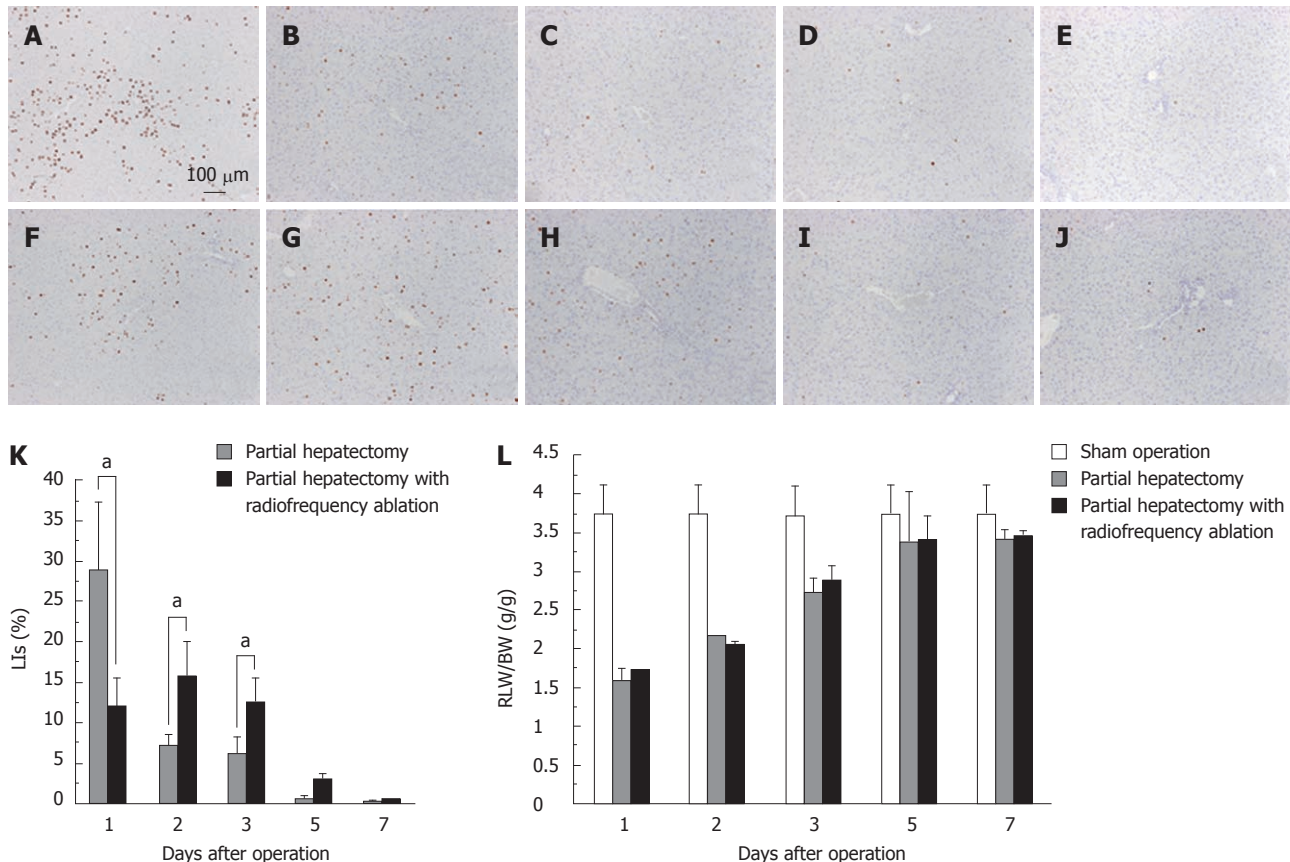 A
B
C
D
E
100 μm
F
G
H
I
J
K
Partial hepatectomy
Partial hepatectomy with
radiofrequency ablation
a
a
a
40
35
30
25
20
15
10
5
0
LIs (%)
1 2 3 5 7
Days after operation
L
Sham operation
Partial hepatectomy
Partial hepatectomy with
radiofrequency ablation
4.5
4
3.5
3
2.5
2
1.5
1
0.5
0
RLW/BW (g/g)
1 2 3 5 7
Days after operation